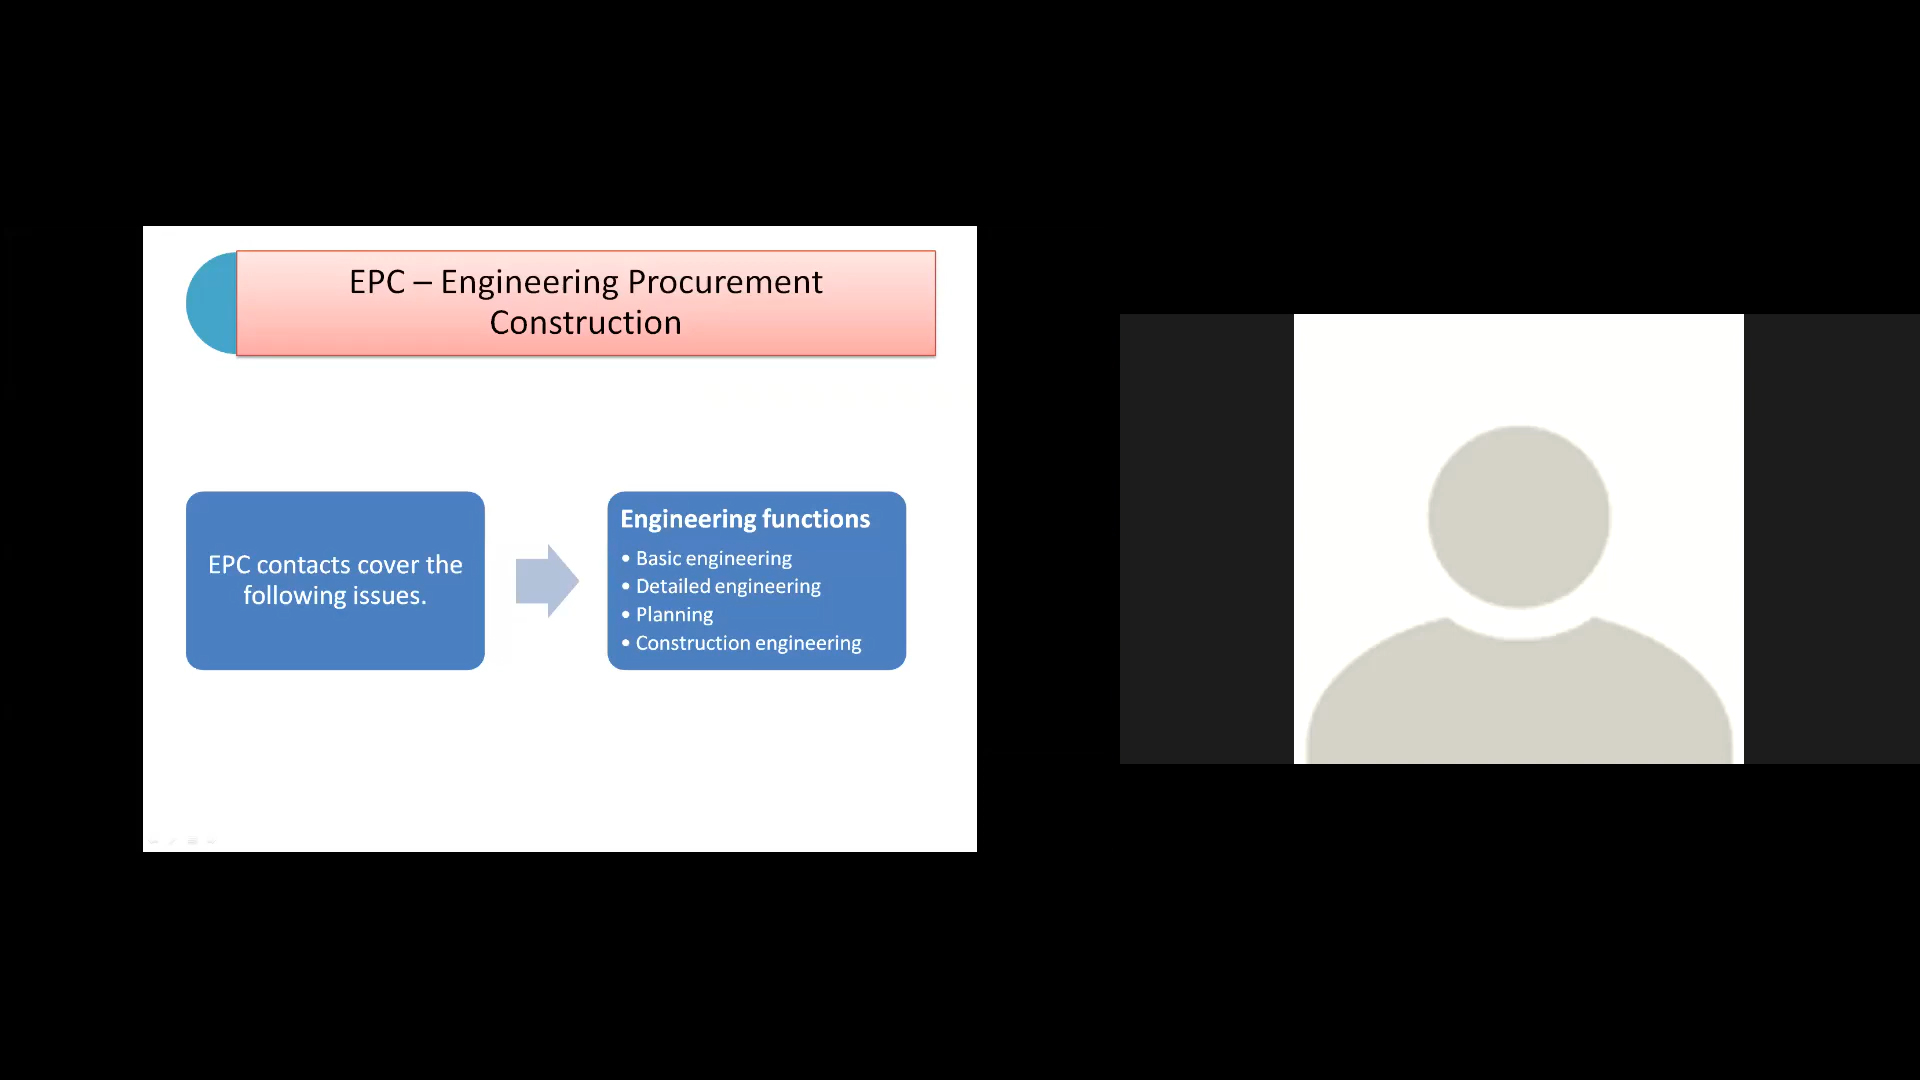 EPC – Engineering Procurement
Construction
EPC contacts cover the
following issues.
Engineering functions
• Basic engineering
• Detailed engineering
• Planning
• Construction engineering